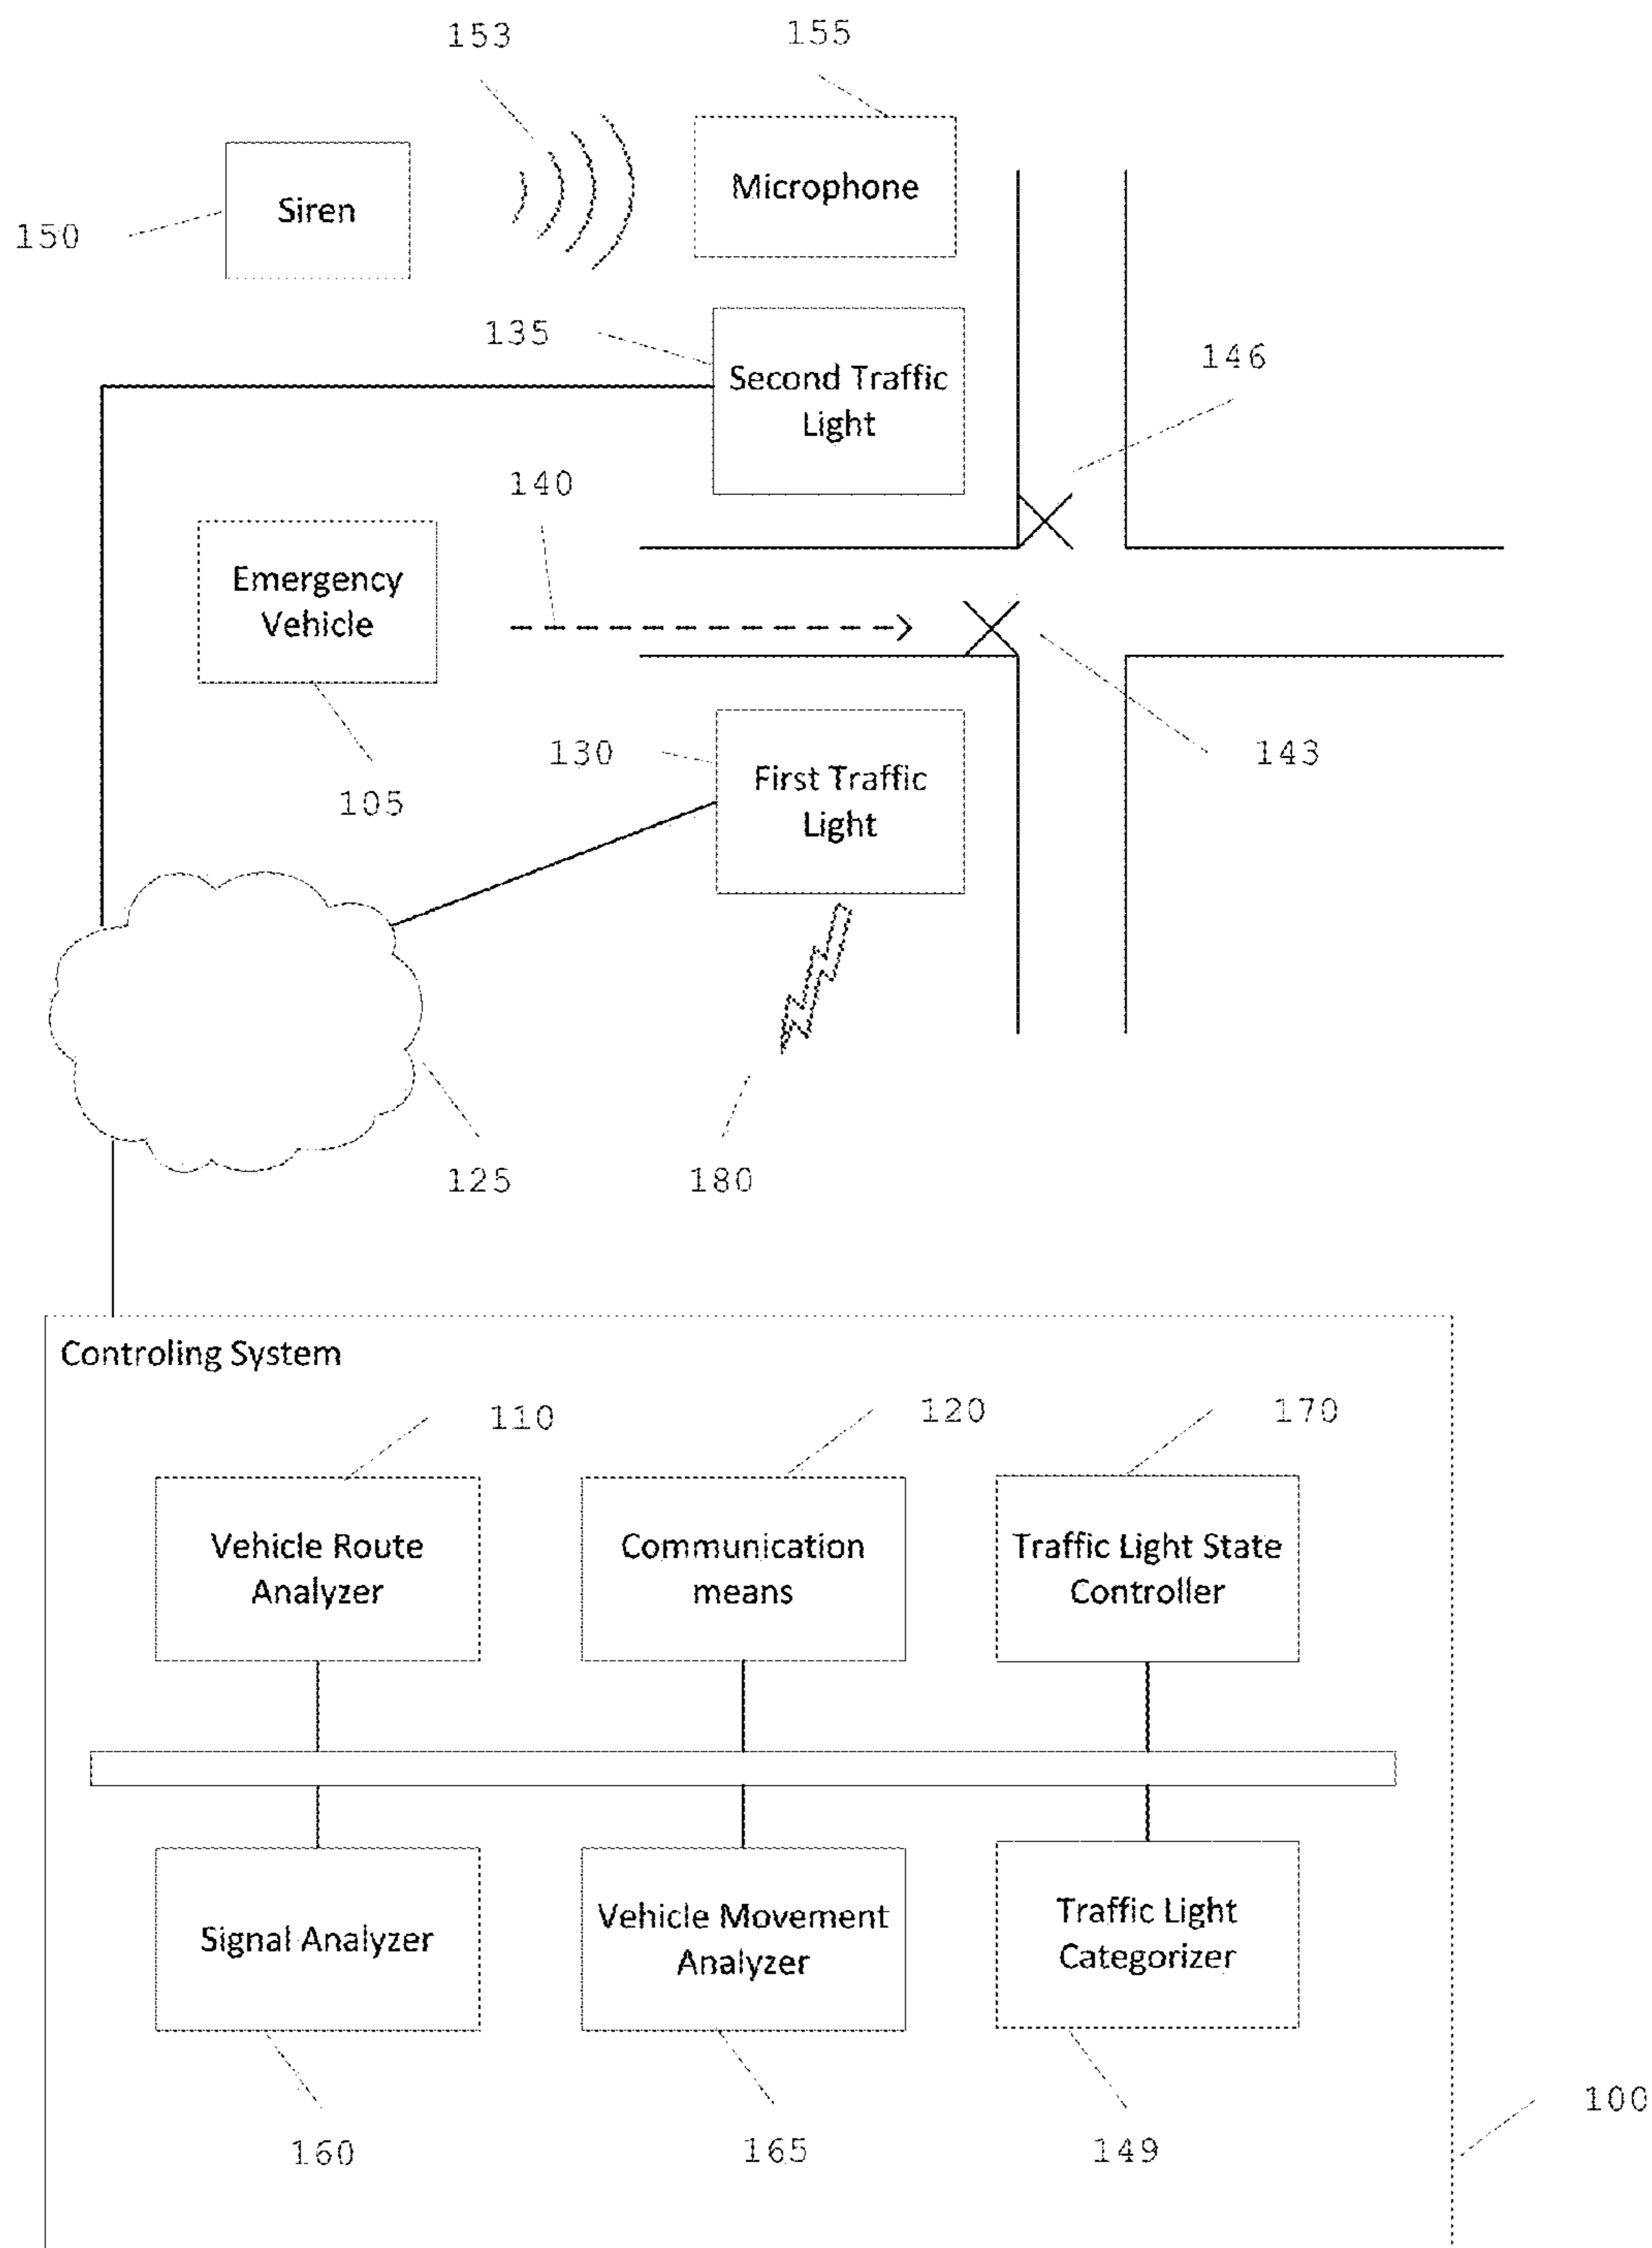 153
155
Siren
Microphone
150
135
146
Second Traffic
Light
140
Emergency
Vehicle
130
143
First Traffic
Light
105
125
180
Controling System
110
120
170
Vehicle Route
Analyzer
Communication
means
Traffic Light State
Controller
Signal Analyzer
Vehicle Movement
Analyzer
Traffic Light
Categorizer
100
160
165
149